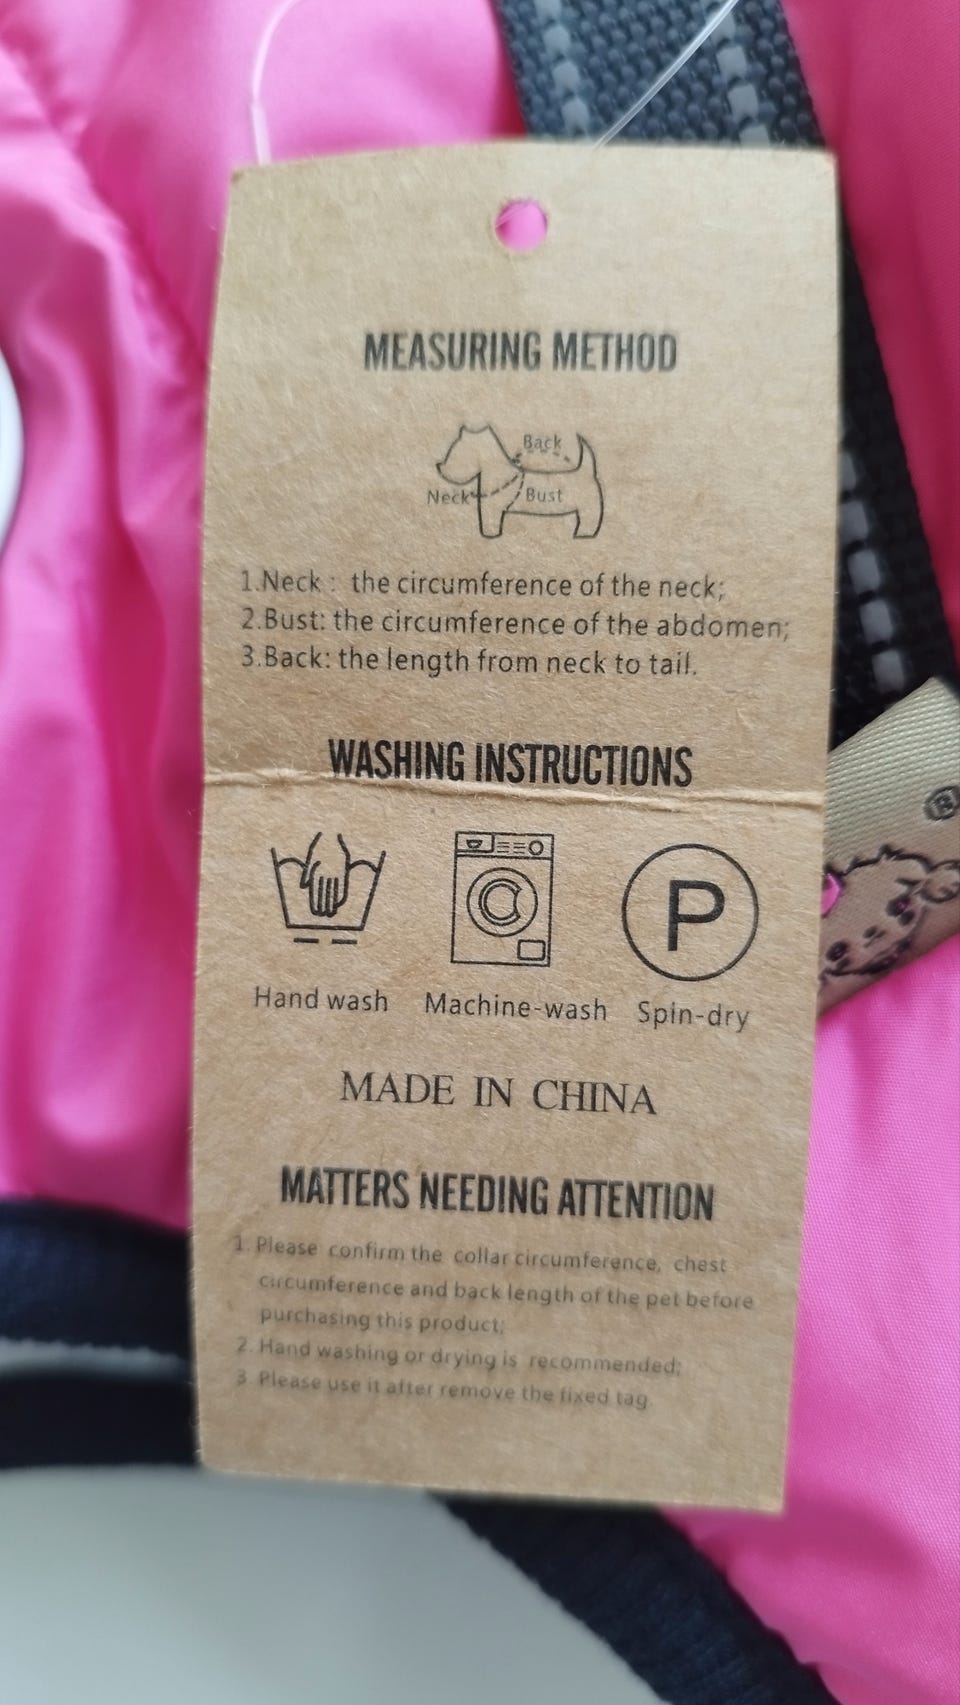 MEASURING METHOD
Back
Neck
Bust
1.Neck : the circumference of the neck;
2.Bust: the circumference of the abdomen;
3.Back: the length from neck to tail.
WASHING INSTRUCTIONS
®
P
Hand wash Machine-wash Spin-dry
MADE IN CHINA
MATTERS NEEDING ATTENTION
1. Please confirm the collar circumference, chest
circumference and back length of the pet before
purchasing this product;
2. Hand washing or drying is recommended;
3. Please use it after remove the fixed tag.